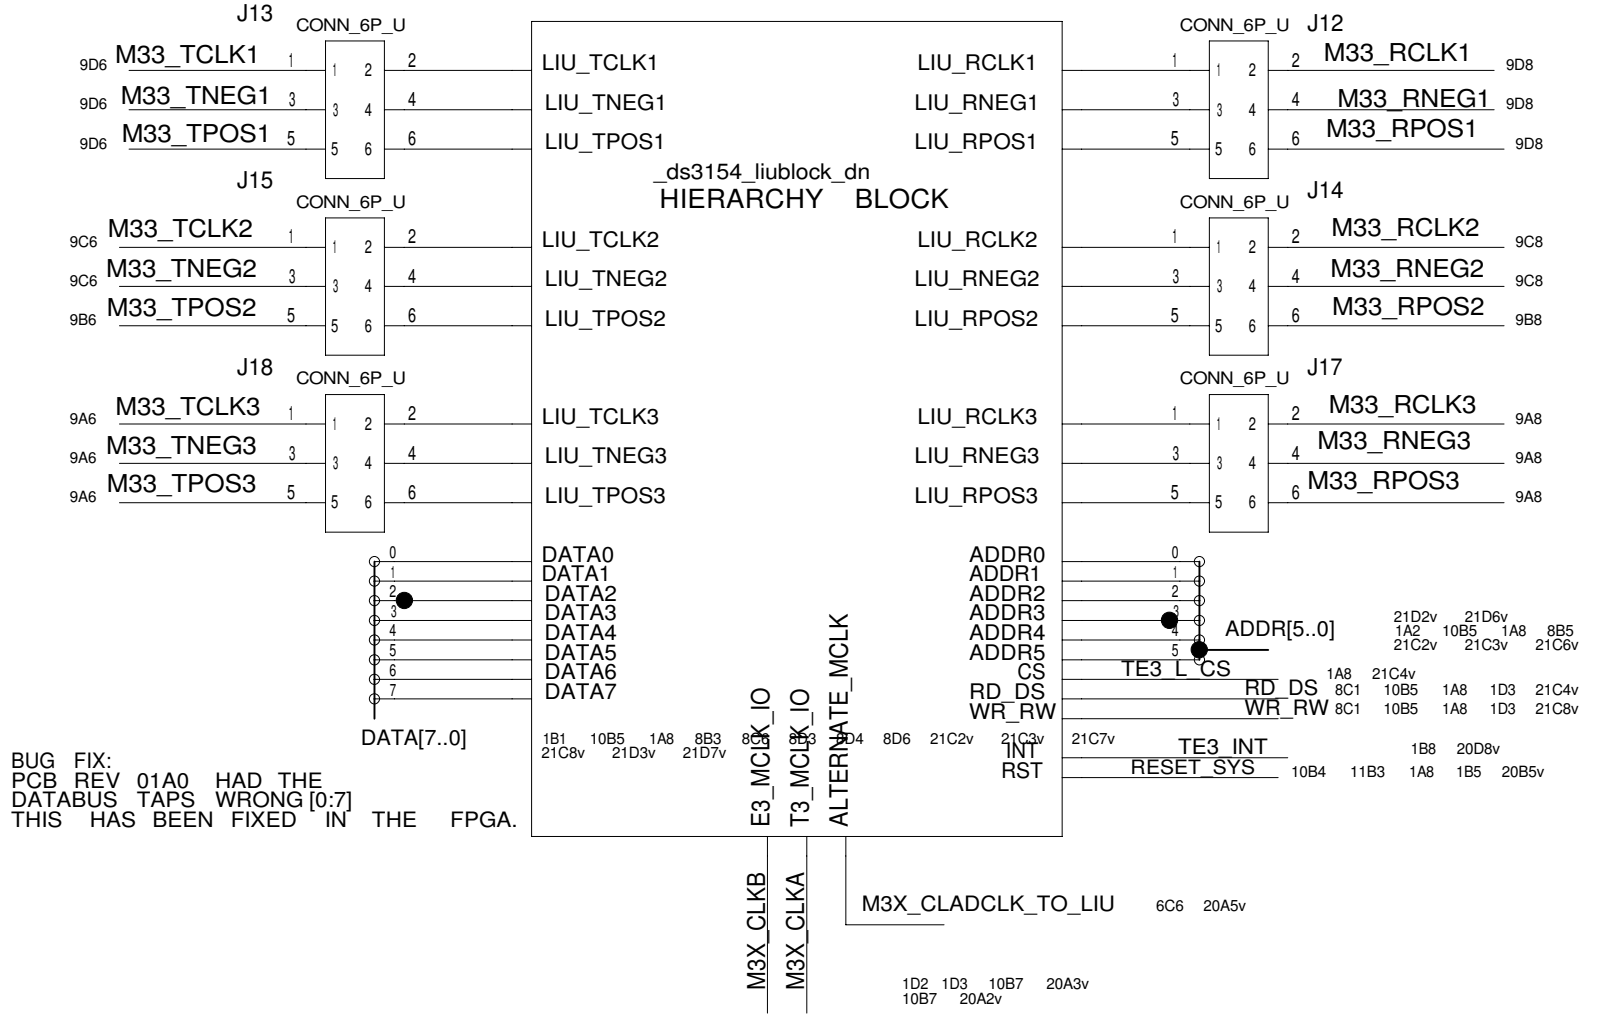 J13
CONN_6P_U
9D6 M33_TCLK1 1 1 2 2 LIU_TCLK1
9D6 M33_TNEG1 3 3 4 4 LIU_TNEG1
9D6 M33_TPOS1 5 5 6 6 LIU_TPOS1
J15
CONN_6P_U
9C6 M33_TCLK2 1 1 2 2 LIU_TCLK2
9C6 M33_TNEG2 3 3 4 4 LIU_TNEG2
9B6 M33_TPOS2 5 5 6 6 LIU_TPOS2
J18
CONN_6P_U
9A6 M33_TCLK3 1 1 2 2 LIU_TCLK3
9A6 M33_TNEG3 3 3 4 4 LIU_TNEG3
9A6 M33_TPOS3 5 5 6 6 LIU_TPOS3
_ds3154_liublock_dn
HIERARCHY BLOCK
J12
CONN_6P_U
LIU_RCLK1 1 1 2 2 M33_RCLK1 9D8
LIU_RNEG1 3 3 4 4 M33_RNEG1 9D8
LIU_RPOS1 5 5 6 6 M33_RPOS1 9D8
J14
CONN_6P_U
LIU_RCLK2 1 1 2 2 M33_RCLK2 9C8
LIU_RNEG2 3 3 4 4 M33_RNEG2 9C8
LIU_RPOS2 5 5 6 6 M33_RPOS2 9B8
J17
CONN_6P_U
LIU_RCLK3 1 1 2 2 M33_RCLK3 9A8
LIU_RNEG3 3 3 4 4 M33_RNEG3 9A8
LIU_RPOS3 5 5 6 6 M33_RPOS3 9A8
0 DATA0
1 DATA1
2 DATA2
3 DATA3
4 DATA4
5 DATA5
6 DATA6
7 DATA7
DATA[7..0]
1B1 10B5 1A8 8B3 8C6 8D3 8D4 8D6 21C2v 21C3v 21C7v
21C8v 21D3v 21D7v
ADDR0 0
ADDR1 1
ADDR2 2
ADDR3 3
ADDR4 4
ADDR5 5
ADDR[5..0]
21D2v 21D6v
1A2 10B5 1A8 8B5
21C2v 21C3v 21C6v
CS TE3_L_CS 1A8 21C4v
RD_DS RD_DS 8C1 10B5 1A8 1D3 21C4v
WR_RW WR_RW 8C1 10B5 1A8 1D3 21C8v
INT TE3_INT 1B8 20D8v
RST RESET_SYS 10B4 11B3 1A8 1B5 20B5v
E3_MCLK_IO
T3_MCLK_IO
ALTERNATE_MCLK
BUG FIX:
PCB REV 01A0 HAD THE
DATABUS TAPS WRONG [0:7]
THIS HAS BEEN FIXED IN THE FPGA.
M3X_CLKB
M3X_CLKA
M3X_CLADCLK_TO_LIU 6C6 20A5v
1D2 1D3 10B7 20A3v
10B7 20A2v